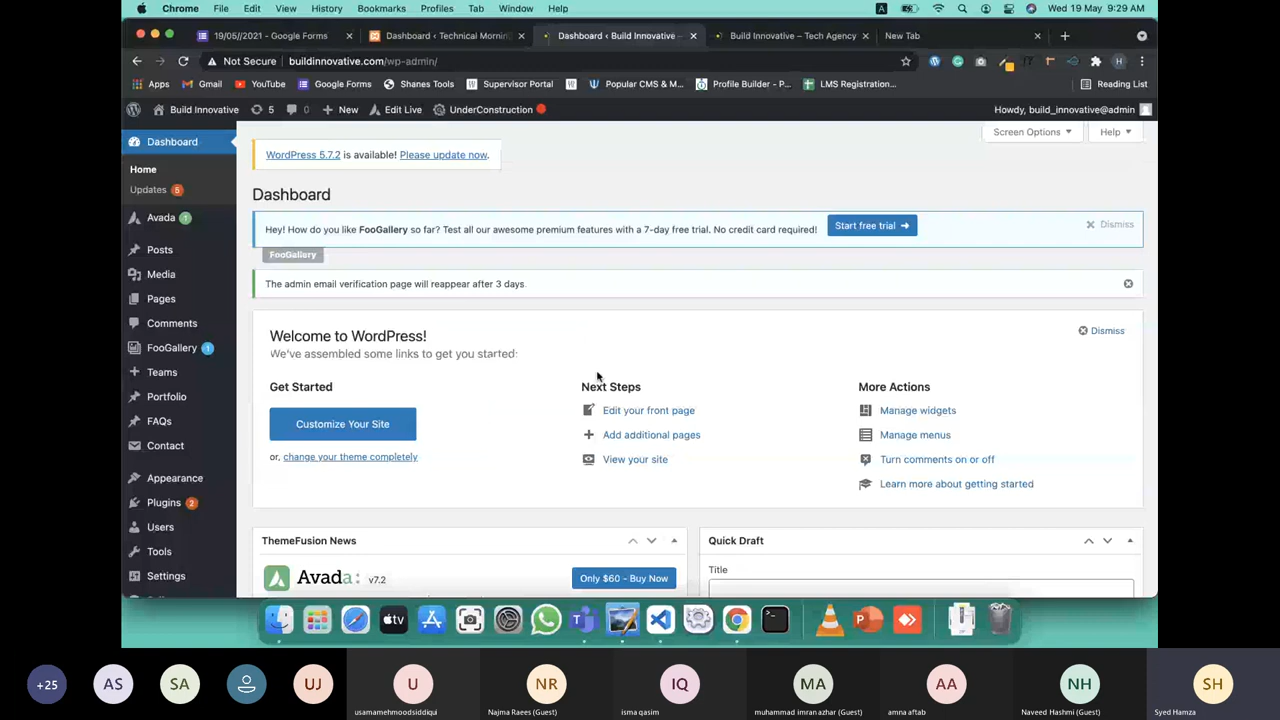 Chrome File Edit View History Bookmarks Profiles Tab Window Help A Wed 19 May 9:29 AM
19/05//2021 - Google Forms Dashboard ‹ Technical Morning Dashboard ‹ Build Innovative – Build Innovative – Tech Agency New Tab
Not Secure buildinnovative.com/wp-admin/ H
Apps Gmail YouTube Google Forms Shanes Tools Supervisor Portal Popular CMS & M... Profile Builder - P... LMS Registration... Reading List
Build Innovative 5 0 New Edit Live UnderConstruction Howdy, build_innovative@admin
Screen Options Help
Dashboard
Home
Updates 5
Avada 1
Posts
Media
Pages
Comments
FooGallery 1
Teams
Portfolio
FAQs
Contact
Appearance
Plugins 2
Users
Tools
Settings
WordPress 5.7.2 is available! Please update now.
Dashboard
Hey! How do you like FooGallery so far? Test all our awesome premium features with a 7-day free trial. No credit card required! Start free trial ➜ Dismiss
FooGallery
The admin email verification page will reappear after 3 days.
Welcome to WordPress!
Dismiss
We've assembled some links to get you started:
Get Started
Customize Your Site
or, change your theme completely
Next Steps
Edit your front page
Add additional pages
View your site
More Actions
Manage widgets
Manage menus
Turn comments on or off
Learn more about getting started
ThemeFusion News
Avada: v7.2 Only $60 - Buy Now
Quick Draft
Title
tv P
+25 AS SA UJ U NR IQ MA AA NH SH
usamamehmoodsiddiqui Najma Raees (Guest) isma qasim muhammad imran azhar (Guest) amna aftab Naveed Hashmi (Guest) Syed Hamza